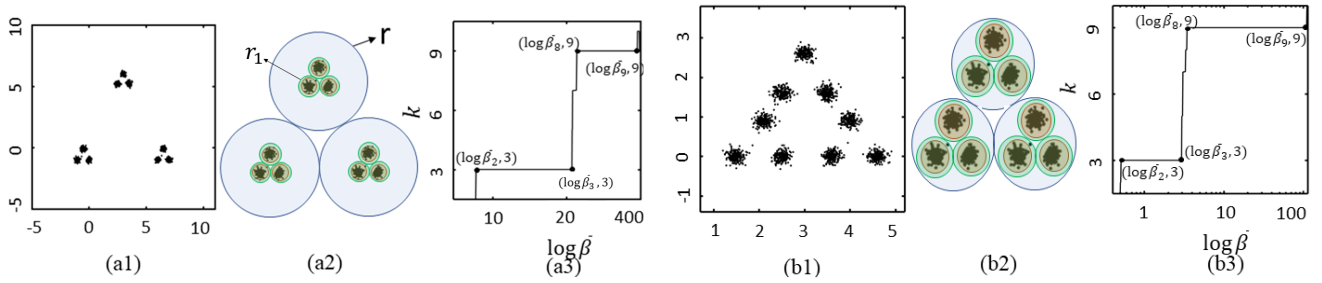 10
5
0
-5
-5 0 5 10
(a1)
r
r₁
(a2)
k
9
6
3
(log β̄₈, 9)
(log β̄₉, 9)
(log β̄₂, 3)
(log β̄₃, 3)
10 20 400
log β̄
(a3)
3
2
1
0
-1
1 2 3 4 5
(b1)
(b2)
k
9
6
3
(log β̄₈, 9)
(log β̄₉, 9)
(log β̄₃, 3)
(log β̄₂, 3)
1 10 100
log β̄
(b3)